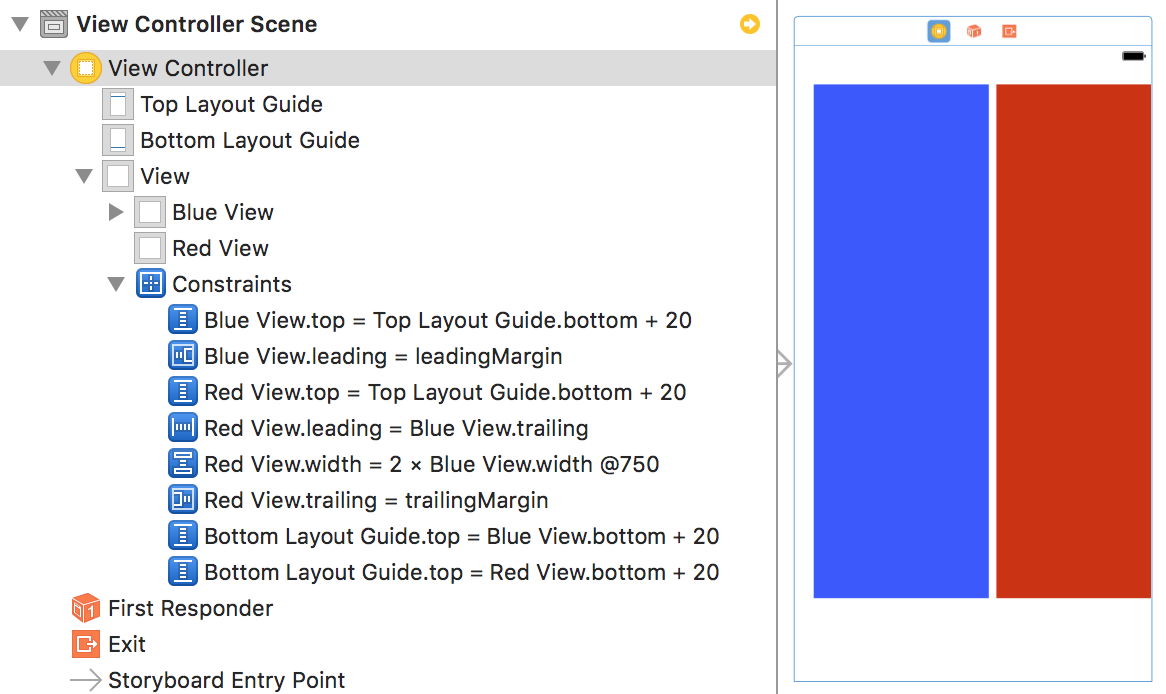 View Controller Scene
View Controller
Top Layout Guide
Bottom Layout Guide
View
Blue View
Red View
Constraints
Blue View.top = Top Layout Guide.bottom + 20
Blue View.leading = leadingMargin
Red View.top = Top Layout Guide.bottom + 20
Red View.leading = Blue View.trailing
Red View.width = 2 × Blue View.width @750
Red View.trailing = trailingMargin
Bottom Layout Guide.top = Blue View.bottom + 20
Bottom Layout Guide.top = Red View.bottom + 20
1 First Responder
Exit
Storyboard Entry Point